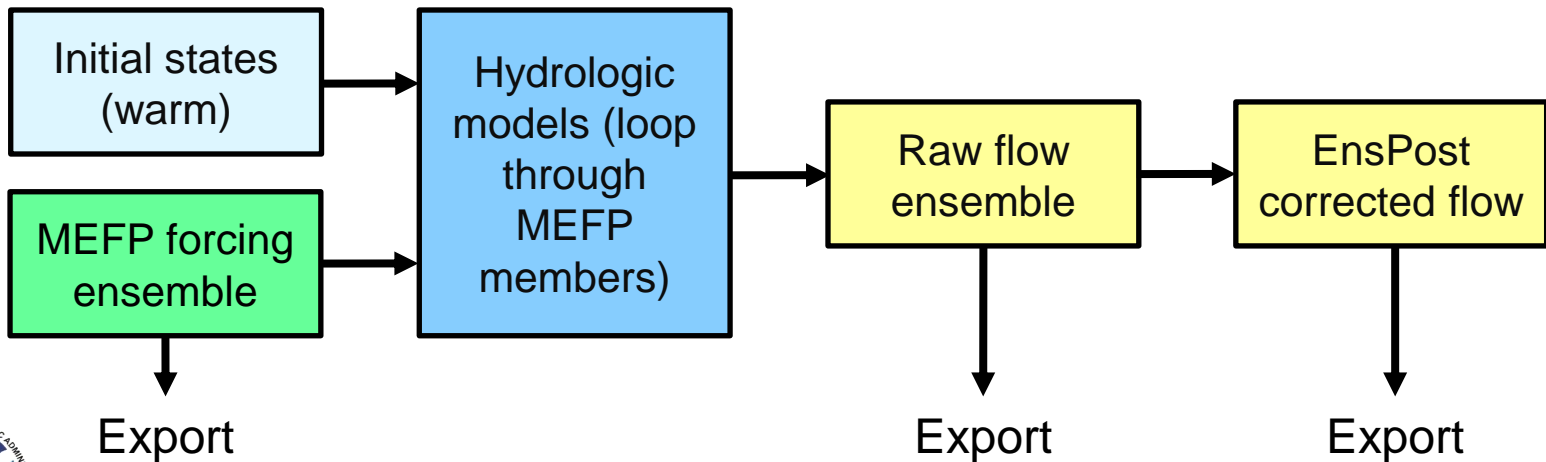 Initial states
(warm)
MEFP forcing
ensemble
Hydrologic
models (loop
through
MEFP
members)
Raw flow
ensemble
EnsPost
corrected flow
Export
Export
Export